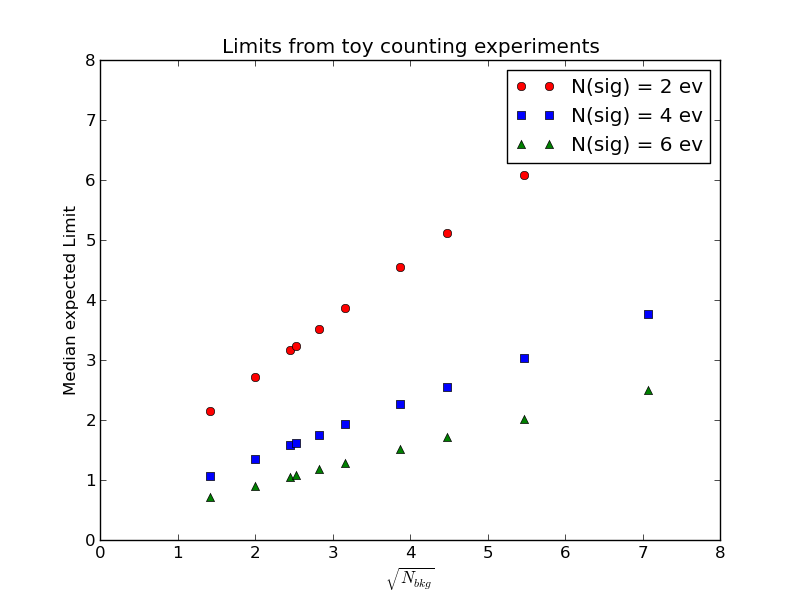 Limits from toy counting experiments
N(sig) = 2 ev
N(sig) = 4 ev
N(sig) = 6 ev
Median expected Limit
8
7
6
5
4
3
2
1
0
0 1 2 3 4 5 6 7 8
√N_bkg